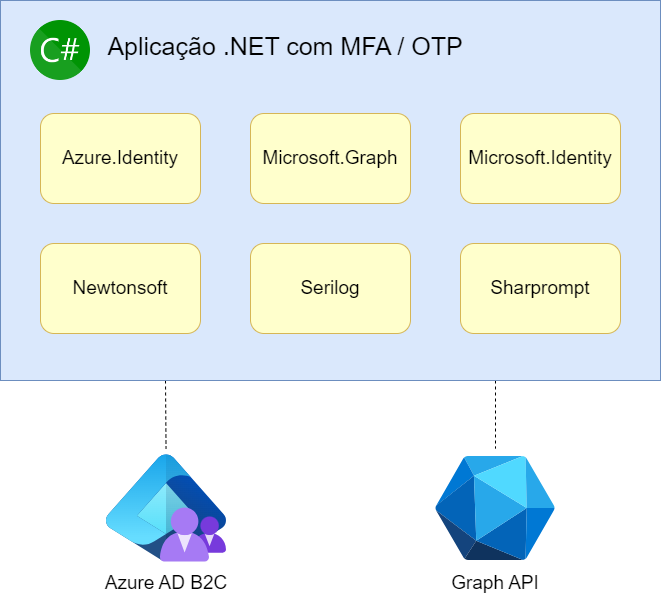 C#
Aplicação .NET com MFA / OTP
Azure.Identity
Microsoft.Graph
Microsoft.Identity
Newtonsoft
Serilog
Sharprompt
Azure AD B2C
Graph API